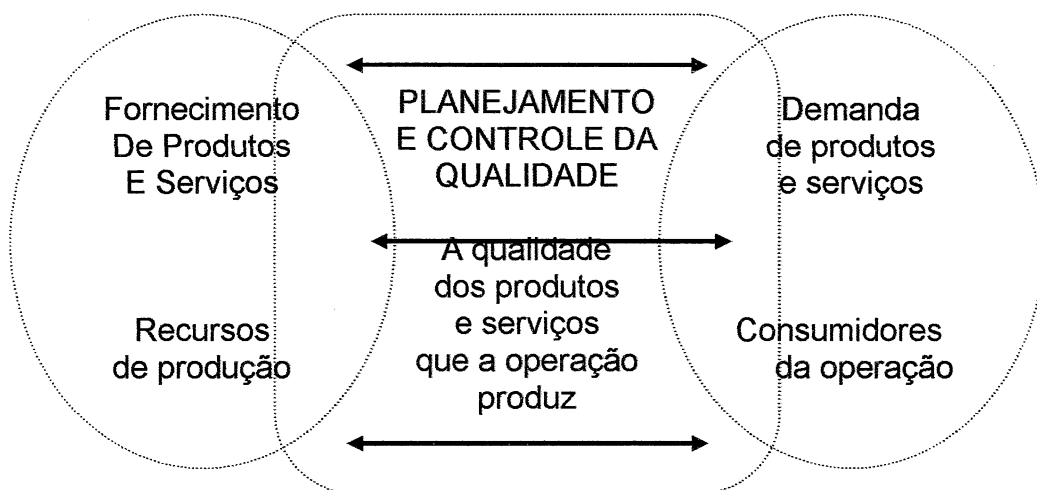 Fornecimento
De Produtos
E Serviços
Recursos
de produção
PLANEJAMENTO
E CONTROLE DA
QUALIDADE
A qualidade
dos produtos
e serviços
que a operação
produz
Demanda
de produtos
e serviços
Consumidores
da operação